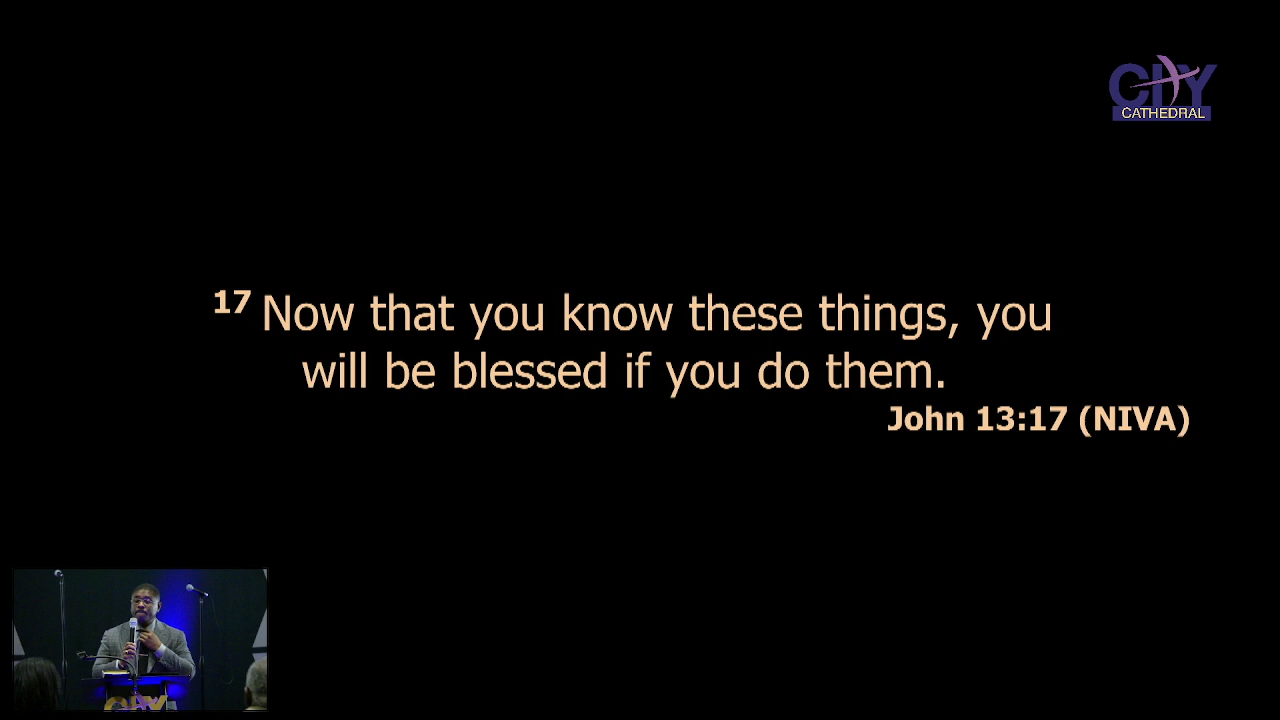 CITY
CATHEDRAL
17 Now that you know these things, you
will be blessed if you do them.
John 13:17 (NIVA)
CITY